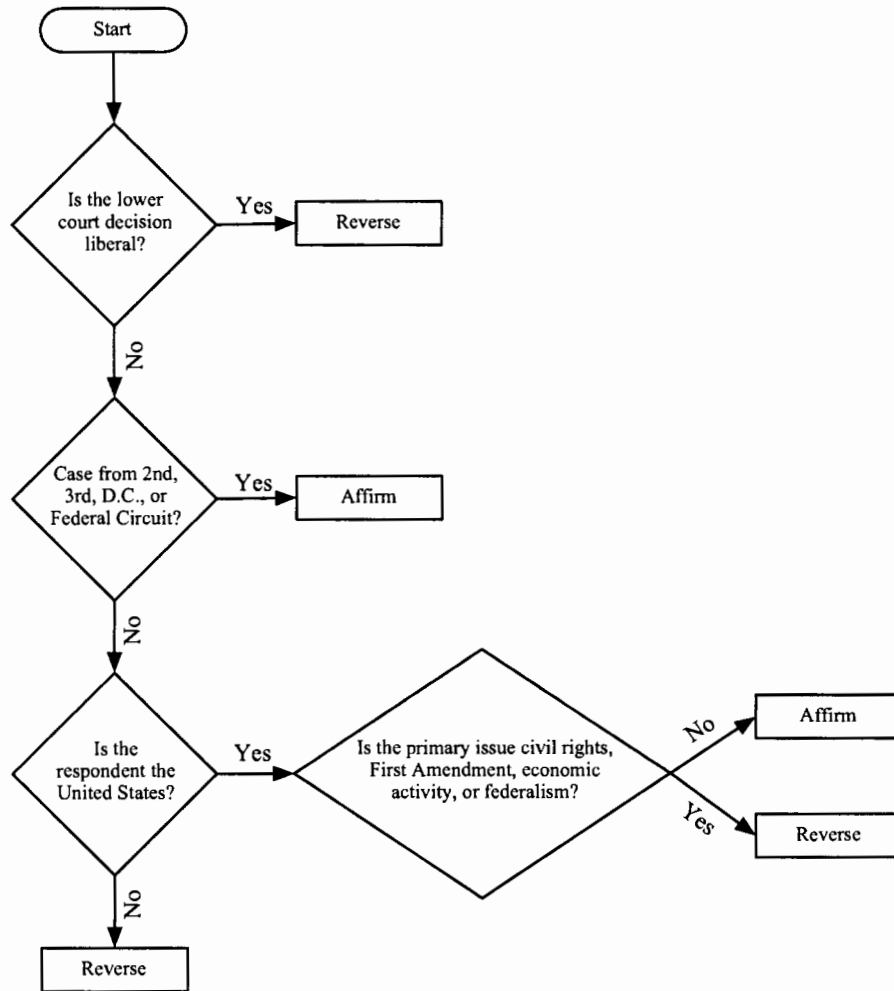 Start
Is the lower
court decision
liberal?
Yes
Reverse
No
Case from 2nd,
3rd, D.C., or
Federal Circuit?
Yes
Affirm
No
Is the
respondent the
United States?
Yes
Is the primary issue civil rights,
First Amendment, economic
activity, or federalism?
No
Affirm
Yes
Reverse
No
Reverse